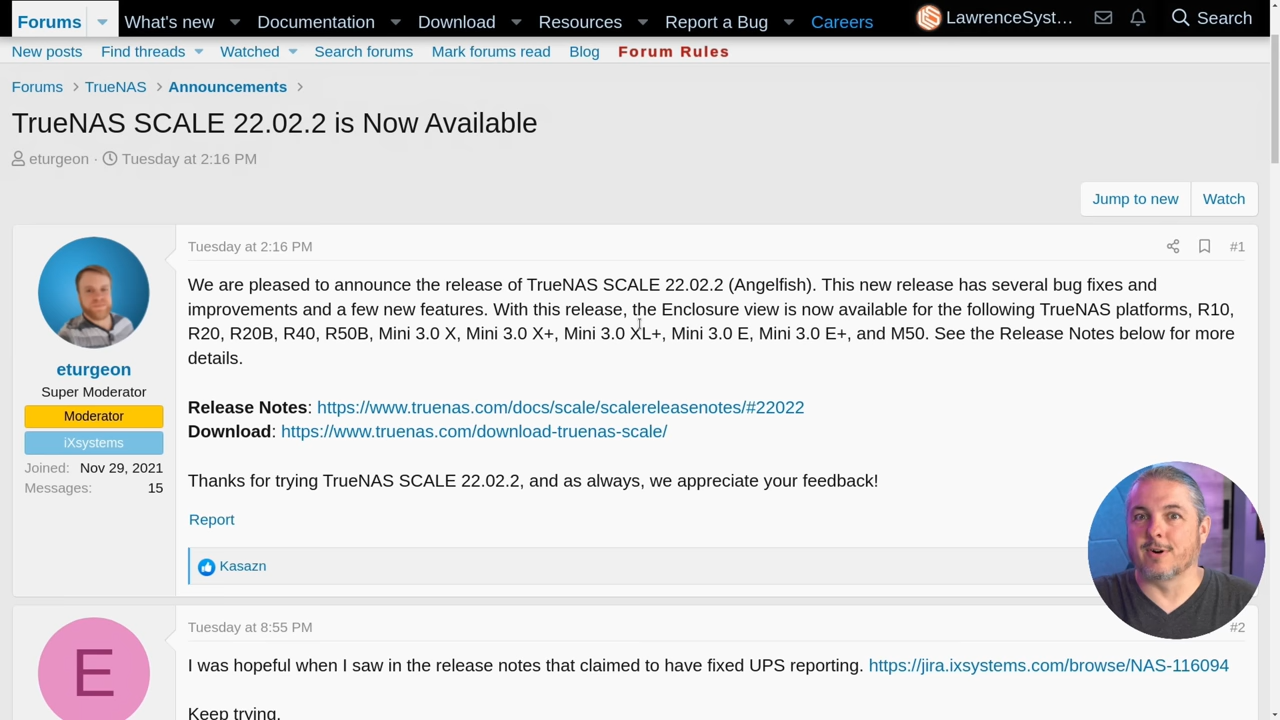 Forums What's new Documentation Download Resources Report a Bug Careers LawrenceSyst… Search
New posts Find threads Watched Search forums Mark forums read Blog Forum Rules
Forums TrueNAS Announcements
TrueNAS SCALE 22.02.2 is Now Available
eturgeon · Tuesday at 2:16 PM
Jump to new Watch
Tuesday at 2:16 PM #1
We are pleased to announce the release of TrueNAS SCALE 22.02.2 (Angelfish). This new release has several bug fixes and
improvements and a few new features. With this release, the Enclosure view is now available for the following TrueNAS platforms, R10,
R20, R20B, R40, R50B, Mini 3.0 X, Mini 3.0 X+, Mini 3.0 XL+, Mini 3.0 E, Mini 3.0 E+, and M50. See the Release Notes below for more
details.
eturgeon
Super Moderator
Moderator
iXsystems
Joined: Nov 29, 2021
Messages: 15
Release Notes: https://www.truenas.com/docs/scale/scalereleasenotes/#22022
Download: https://www.truenas.com/download-truenas-scale/
Thanks for trying TrueNAS SCALE 22.02.2, and as always, we appreciate your feedback!
Report
Kasazn
E
Tuesday at 8:55 PM #2
I was hopeful when I saw in the release notes that claimed to have fixed UPS reporting. https://jira.ixsystems.com/browse/NAS-116094
Keep trying.